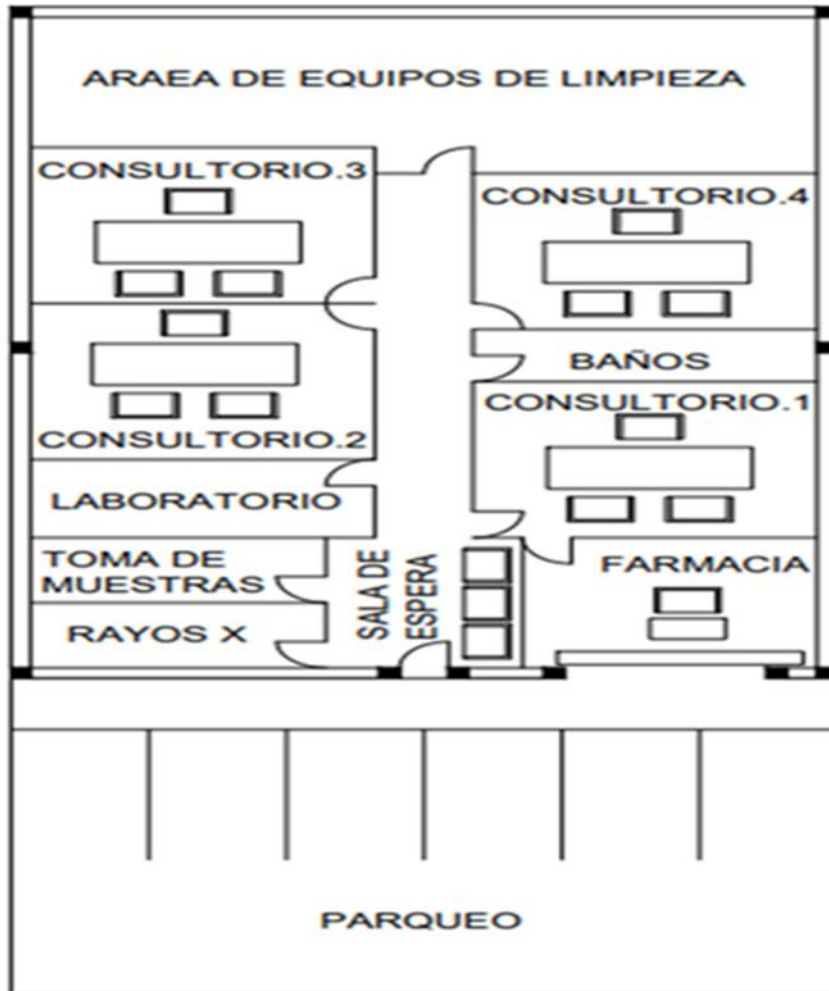 ARAEA DE EQUIPOS DE LIMPIEZA
CONSULTORIO.3
CONSULTORIO.4
BAÑOS
CONSULTORIO.1
CONSULTORIO.2
LABORATORIO
TOMA DE
MUESTRAS
RAYOS X
SALA DE
ESPERA
FARMACIA
PARQUEO